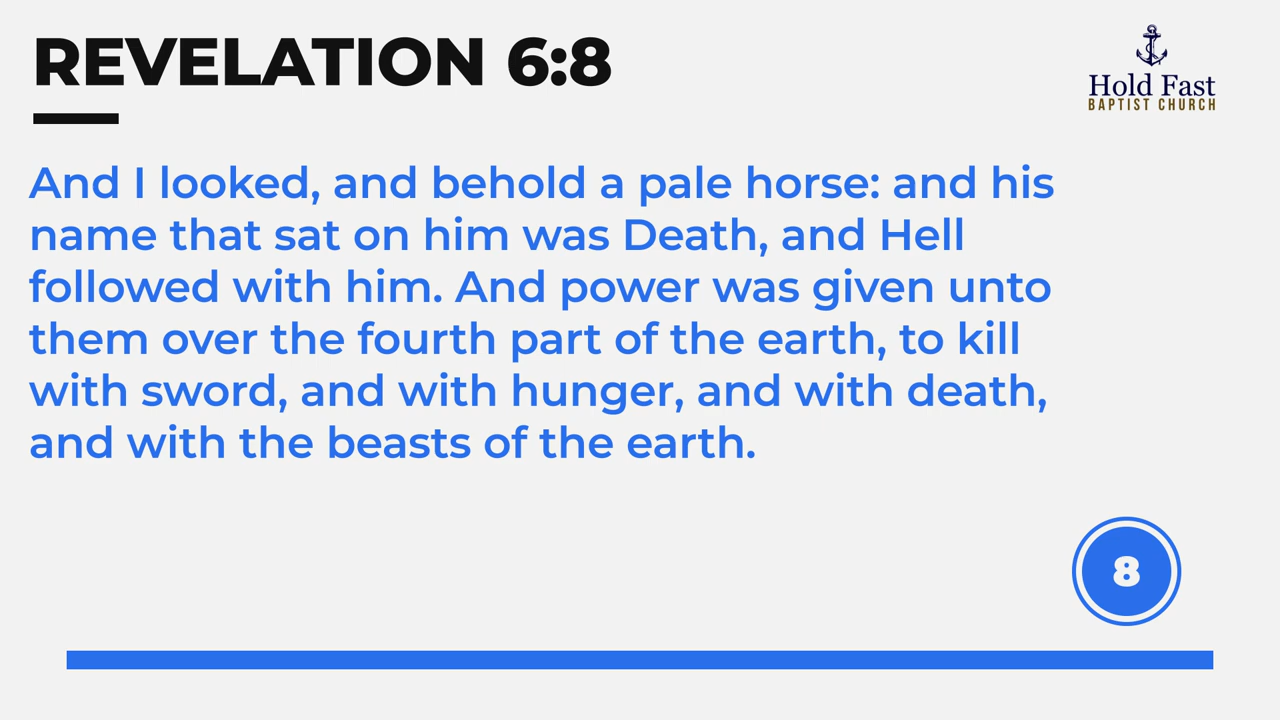 REVELATION 6:8
Hold Fast
BAPTIST CHURCH
And I looked, and behold a pale horse: and his
name that sat on him was Death, and Hell
followed with him. And power was given unto
them over the fourth part of the earth, to kill
with sword, and with hunger, and with death,
and with the beasts of the earth.
8